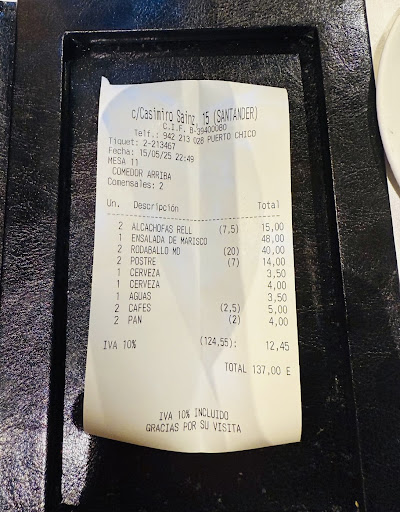 c/Casimiro Sainz, 15 (SANTANDER)
C.I.F. B-39400080
Telf.: 942 213 028 PUERTO CHICO
Tiquet: 2-213467
Fecha: 15/05/25 22:49
MESA 11
COMEDOR ARRIBA
Comensales: 2
Un. Descripción Total
2 ALCACHOFAS RELL (7,5) 15,00
1 ENSALADA DE MARISCO 48,00
2 RODABALLO MD (20) 40,00
2 POSTRE (7) 14,00
1 CERVEZA 3,50
1 CERVEZA 4,00
1 AGUAS 3,50
2 CAFES (2,5) 5,00
2 PAN (2) 4,00
IVA 10% (124,55): 12,45
TOTAL 137,00 E
IVA 10% INCLUIDO
GRACIAS POR SU VISITA